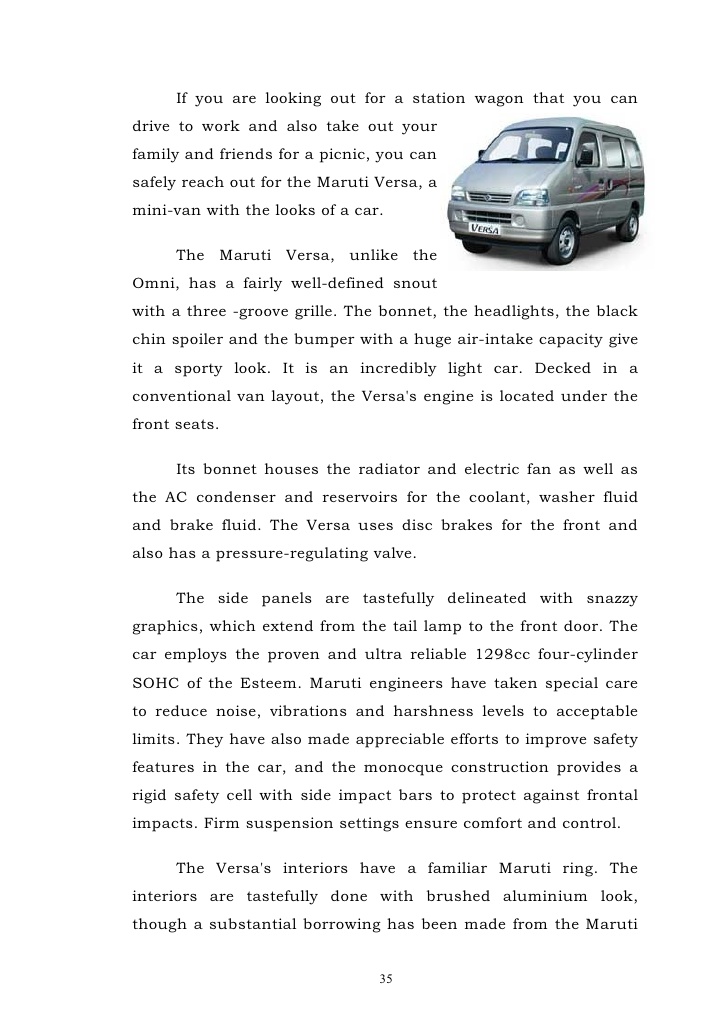 If you are looking out for a station wagon that you can
drive to work and also take out your
family and friends for a picnic, you can
safely reach out for the Maruti Versa, a
mini-van with the looks of a car.
VERSA
The Maruti Versa, unlike the
Omni, has a fairly well-defined snout
with a three -groove grille. The bonnet, the headlights, the black
chin spoiler and the bumper with a huge air-intake capacity give
it a sporty look. It is an incredibly light car. Decked in a
conventional van layout, the Versa's engine is located under the
front seats.
Its bonnet houses the radiator and electric fan as well as
the AC condenser and reservoirs for the coolant, washer fluid
and brake fluid. The Versa uses disc brakes for the front and
also has a pressure-regulating valve.
The side panels are tastefully delineated with snazzy
graphics, which extend from the tail lamp to the front door. The
car employs the proven and ultra reliable 1298cc four-cylinder
SOHC of the Esteem. Maruti engineers have taken special care
to reduce noise, vibrations and harshness levels to acceptable
limits. They have also made appreciable efforts to improve safety
features in the car, and the monocque construction provides a
rigid safety cell with side impact bars to protect against frontal
impacts. Firm suspension settings ensure comfort and control.
The Versa's interiors have a familiar Maruti ring. The
interiors are tastefully done with brushed aluminium look,
though a substantial borrowing has been made from the Maruti
35